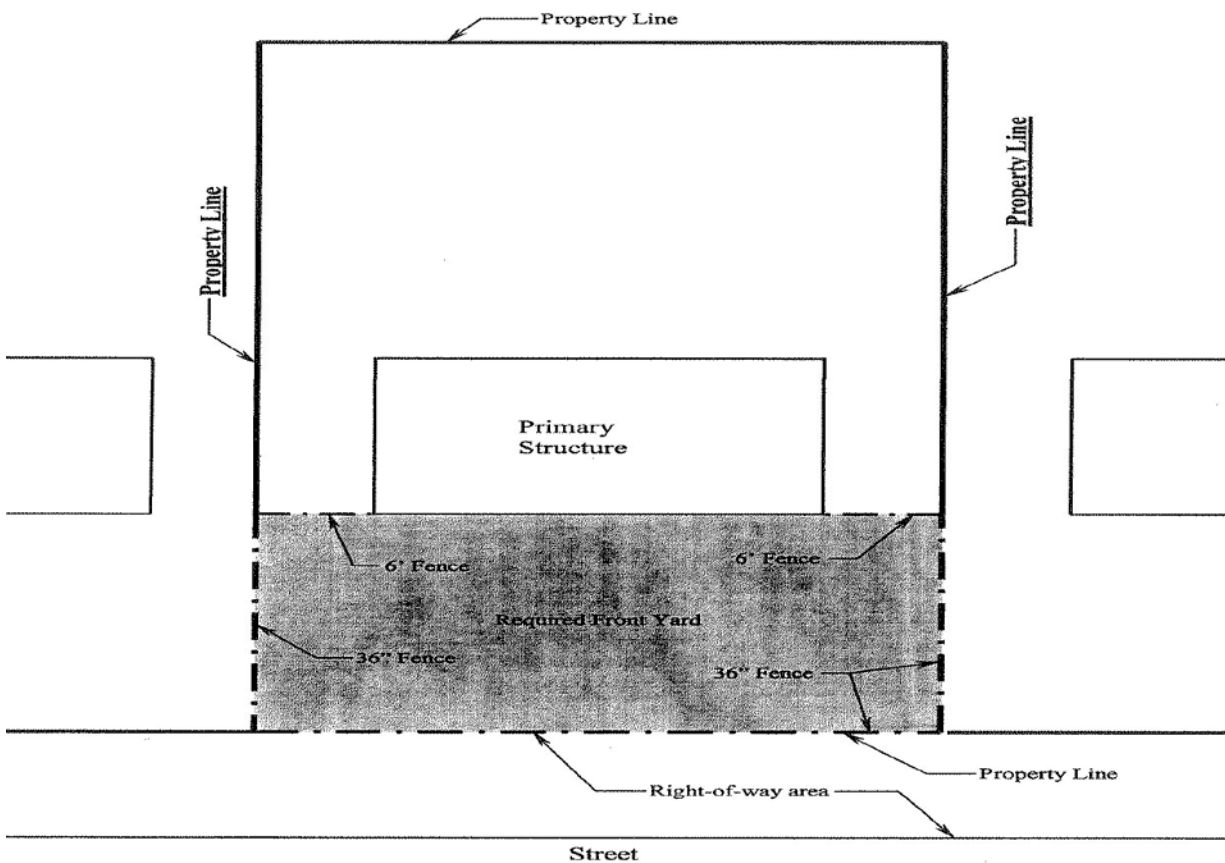 Property Line
Property Line
Property Line
Primary
Structure
6' Fence
6' Fence
Required Front Yard
36" Fence
36" Fence
Property Line
Right-of-way area
Street